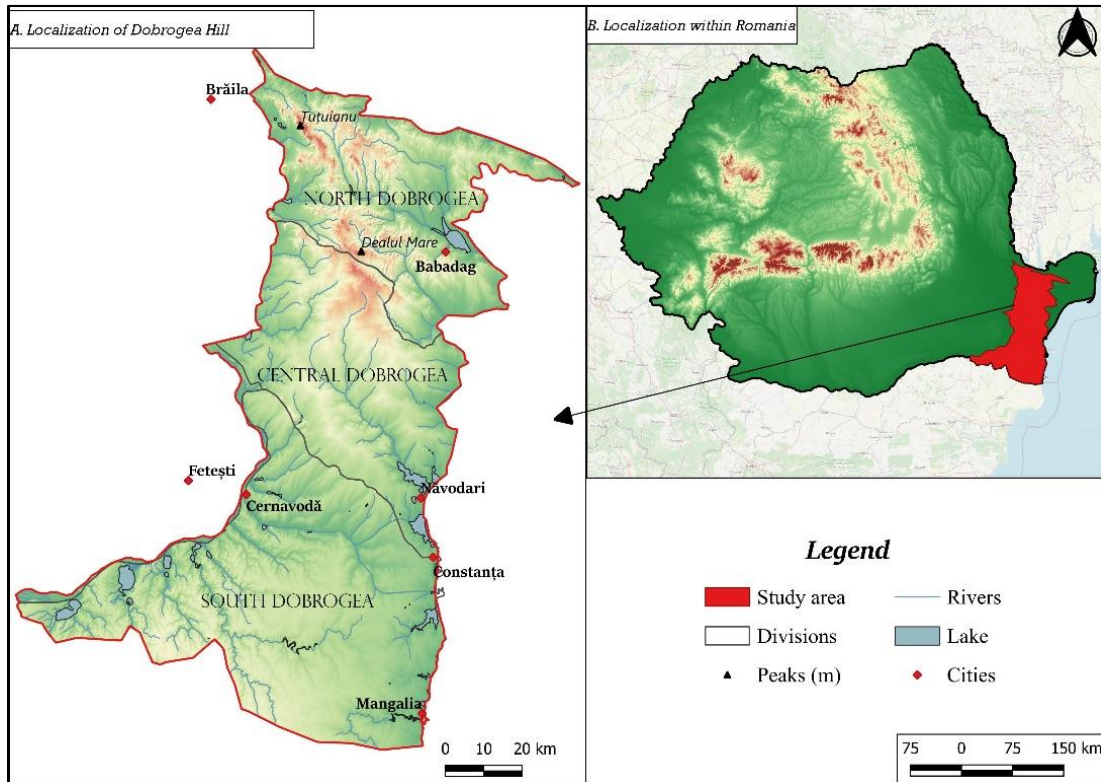 A. Localization of Dobrogea Hill
Brăila
Țuțuianu
NORTH DOBROGEA
Dealul Mare
Babadag
CENTRAL DOBROGEA
Fetești
Cernavodă
Năvodari
Constanța
SOUTH DOBROGEA
Mangalia
0 10 20 km
B. Localization within Romania
Legend
Study area
Rivers
Divisions
Lake
Peaks (m)
Cities
75 0 75 150 km